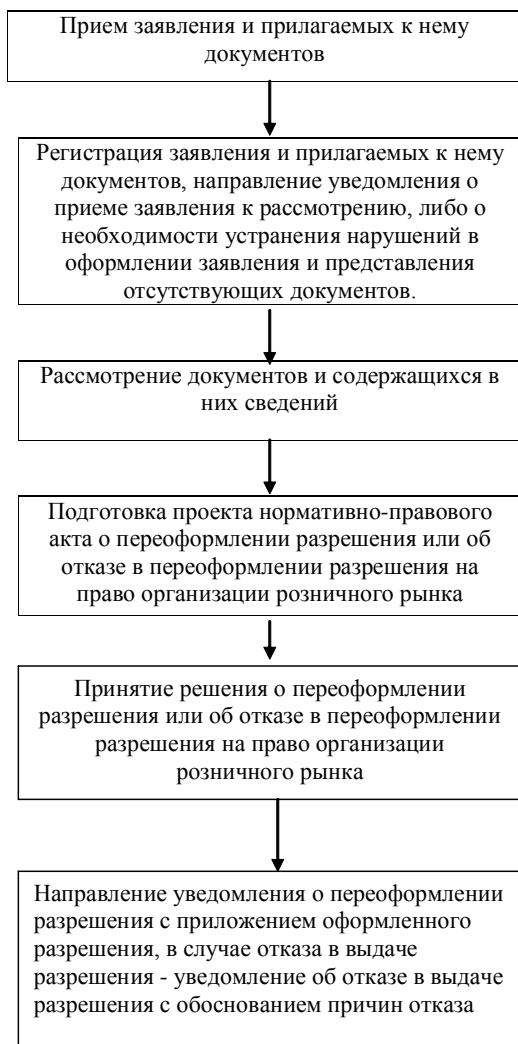 Прием заявления и прилагаемых к нему
документов
Регистрация заявления и прилагаемых к нему
документов, направление уведомления о
приеме заявления к рассмотрению, либо о
необходимости устранения нарушений в
оформлении заявления и представления
отсутствующих документов.
Рассмотрение документов и содержащихся в
них сведений
Подготовка проекта нормативно-правового
акта о переоформлении разрешения или об
отказе в переоформлении разрешения на
право организации розничного рынка
Принятие решения о переоформлении
разрешения или об отказе в переоформлении
разрешения на право организации
розничного рынка
Направление уведомления о переоформлении
разрешения с приложением оформленного
разрешения, в случае отказа в выдаче
разрешения - уведомление об отказе в выдаче
разрешения с обоснованием причин отказа